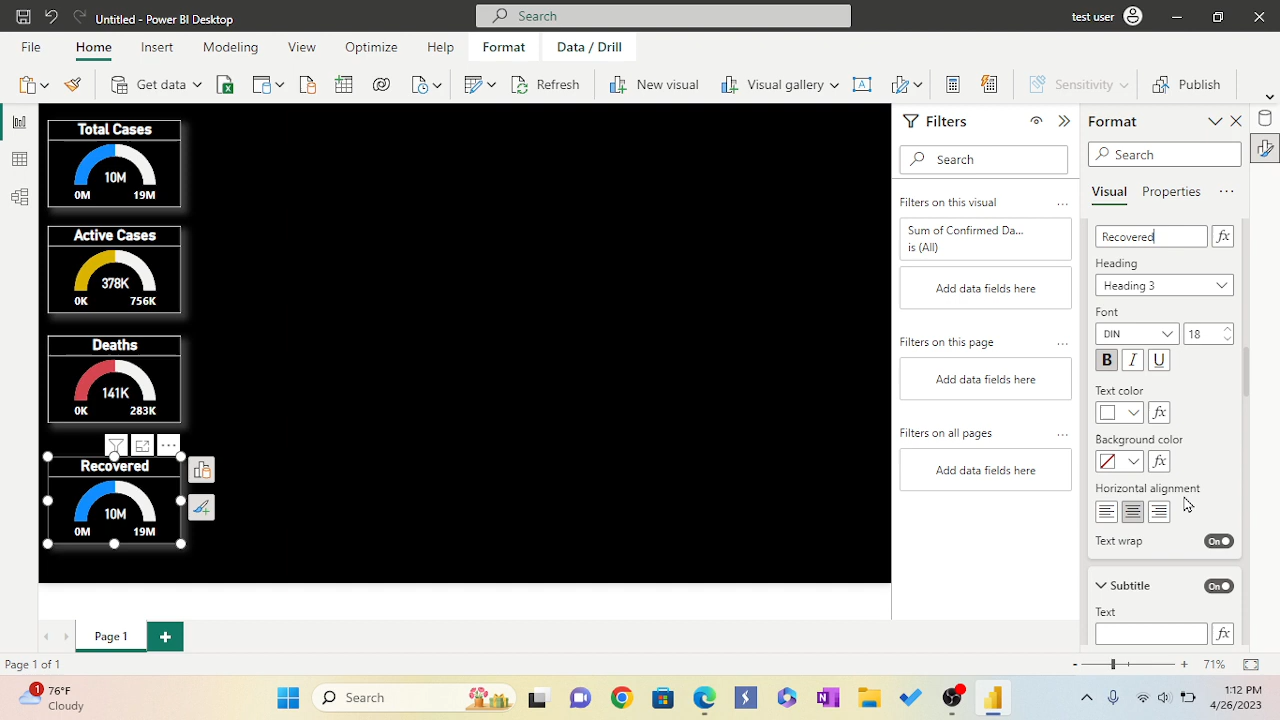 Untitled - Power BI Desktop
Search
test user
File
Home
Insert
Modeling
View
Optimize
Help
Format
Data / Drill
Get data
Refresh
New visual
Visual gallery
A
Sensitivity
Publish
Total Cases
10M
0M
19M
Active Cases
378K
0K
756K
Deaths
141K
0K
283K
Recovered
10M
0M
19M
Filters
Search
Filters on this visual
Sum of Confirmed Da...
is (All)
Add data fields here
Filters on this page
Add data fields here
Filters on all pages
Add data fields here
Format
Search
Visual
Properties
Recovered
fx
Heading
Heading 3
Font
DIN
18
B
I
U
Text color
fx
Background color
fx
Horizontal alignment
Text wrap
On
Subtitle
On
Text
fx
Page 1
Page 1 of 1
- + 71%
1
76°F
Cloudy
Search
1:12 PM
4/26/2023